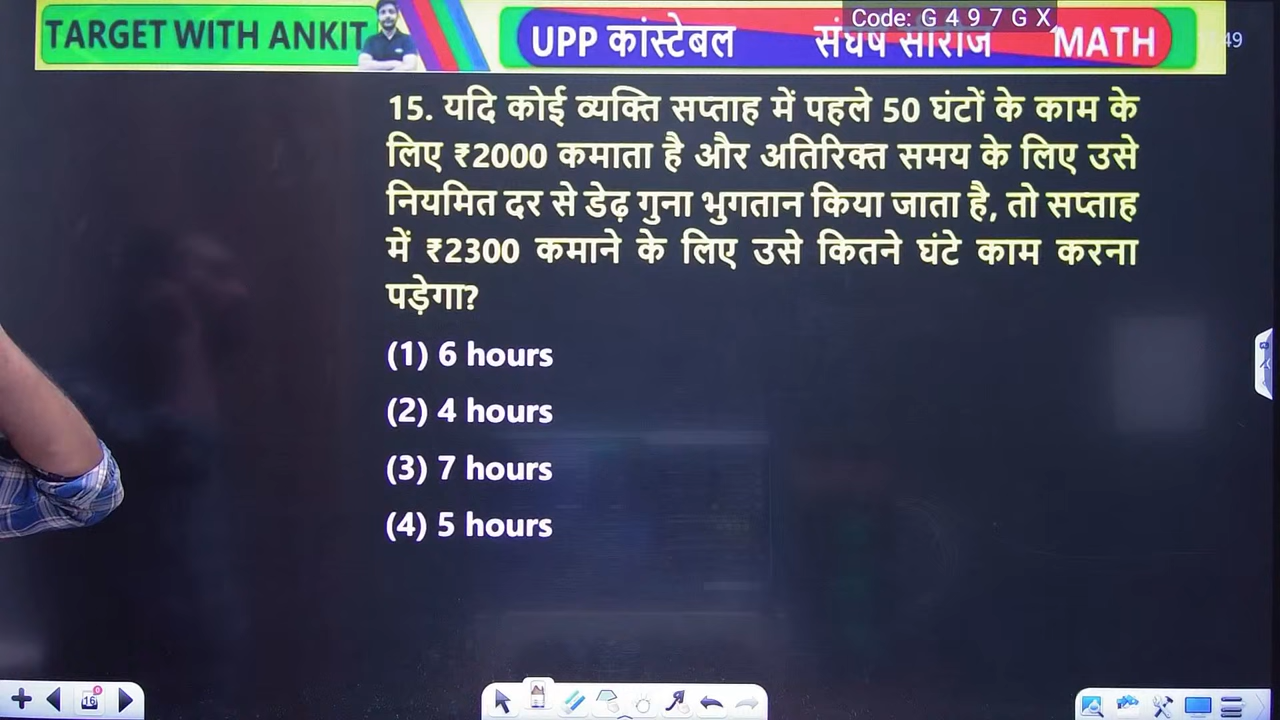 TARGET WITH ANKIT
UPP कांस्टेबल
MATH
Code: G 4 9 7 G X
15. यदि कोई व्यक्ति सप्ताह में पहले 50 घंटों के काम के
लिए ₹2000 कमाता है और अतिरिक्त समय के लिए उसे
नियमित दर से डेढ़ गुना भुगतान किया जाता है, तो सप्ताह
में ₹2300 कमाने के लिए उसे कितने घंटे काम करना
पड़ेगा?
(1) 6 hours
(2) 4 hours
(3) 7 hours
(4) 5 hours
16